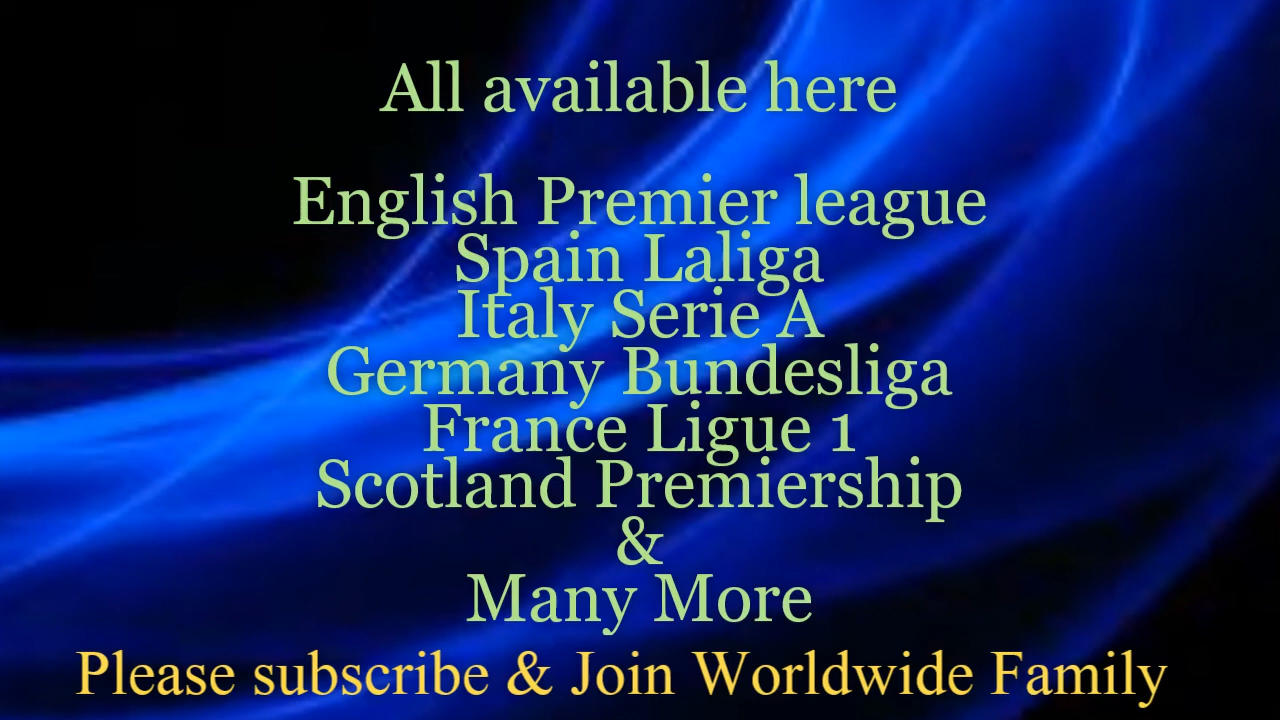 All available here
English Premier league
Spain Laliga
Italy Serie A
Germany Bundesliga
France Ligue 1
Scotland Premiership
&
Many More
Please subscribe & Join Worldwide Family